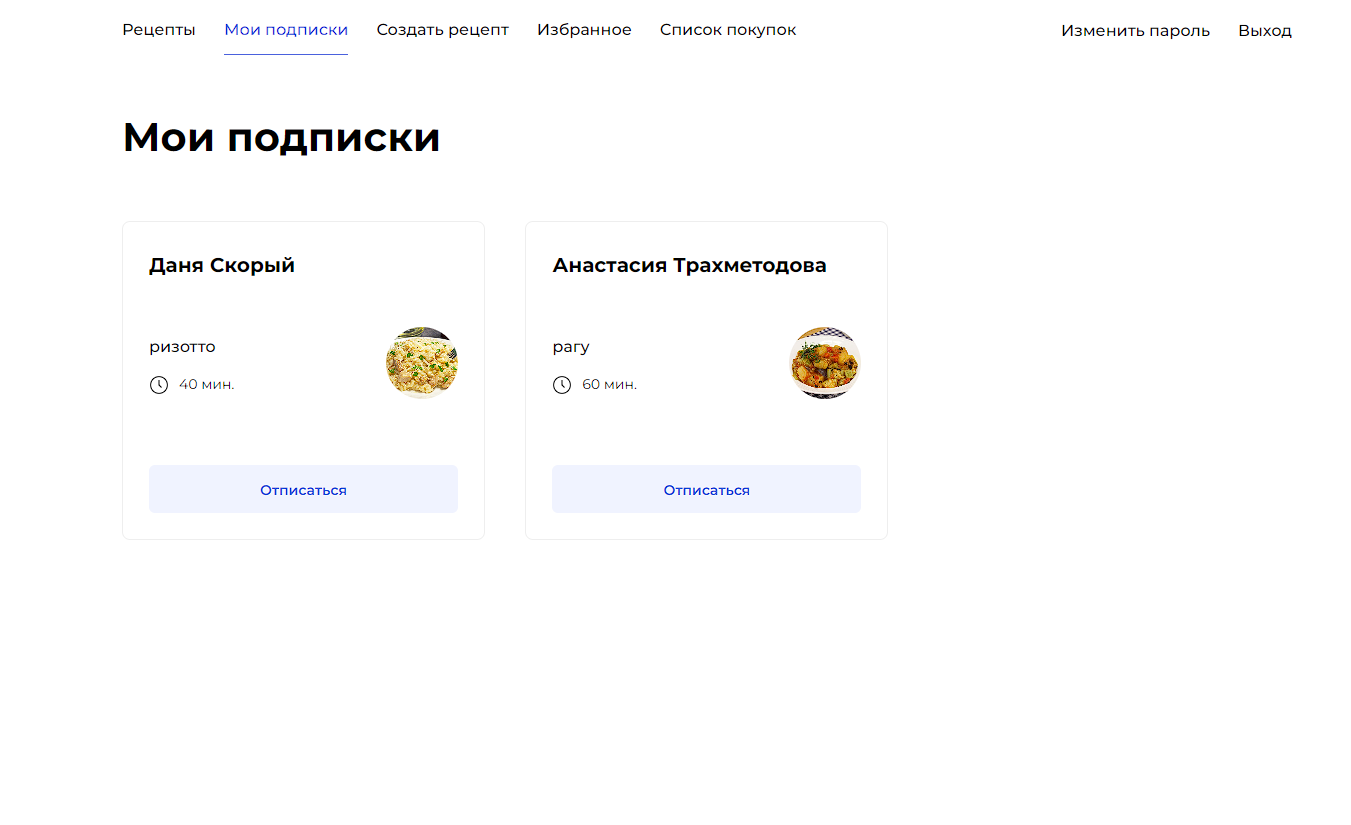 Рецепты Мои подписки Создать рецепт Избранное Список покупок Изменить пароль Выход
Мои подписки
Даня Скорый
ризотто
40 мин.
Отписаться
Анастасия Трахметодова
рагу
60 мин.
Отписаться